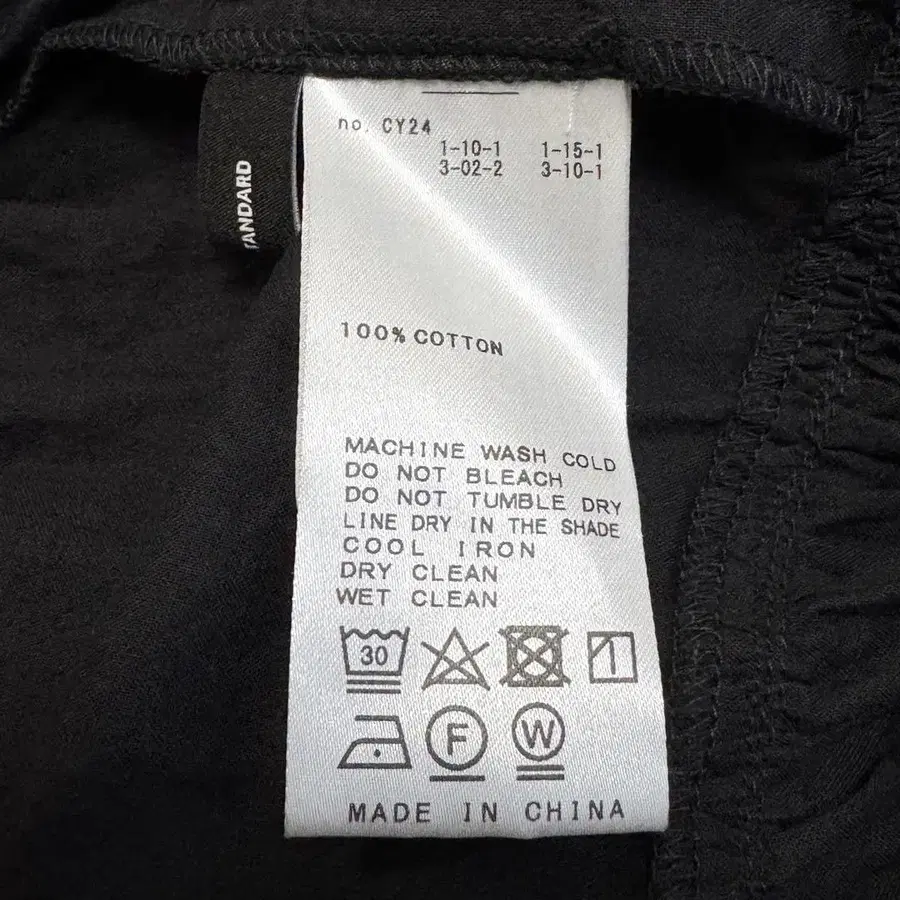 no. CY24
1-10-1 1-15-1
3-02-2 3-10-1
100% COTTON
MACHINE WASH COLD
DO NOT BLEACH
DO NOT TUMBLE DRY
LINE DRY IN THE SHADE
COOL IRON
DRY CLEAN
WET CLEAN
30
F W
MADE IN CHINA